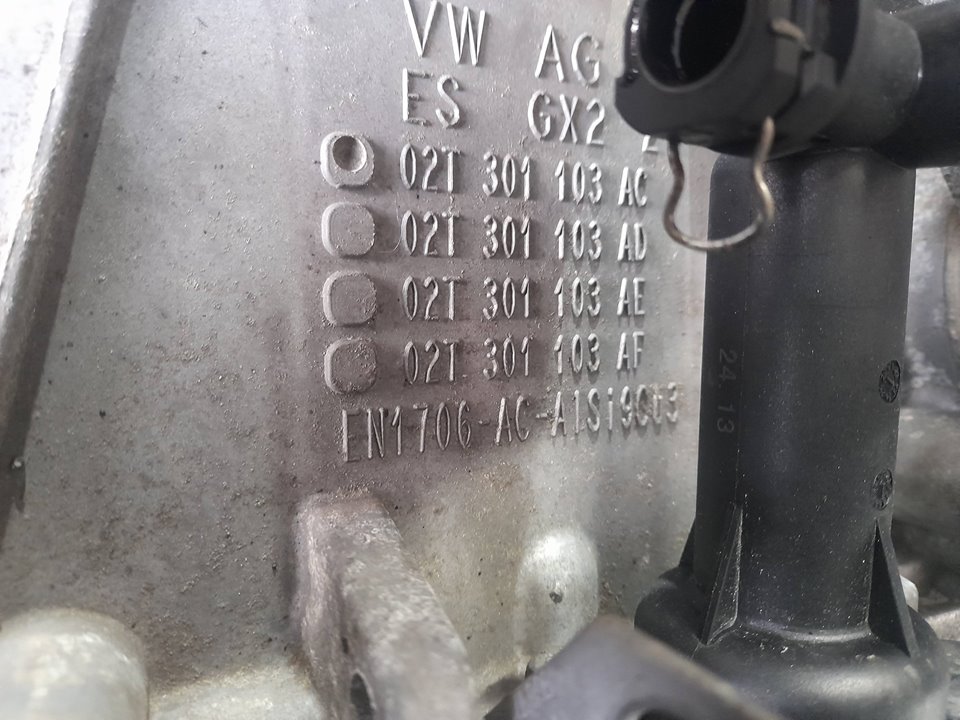 VW AG
ES GX2
02T 301 103 AC
02T 301 103 AD
02T 301 103 AE
02T 301 103 AF
EN1706-AC-AlSi9Cu3
24.13